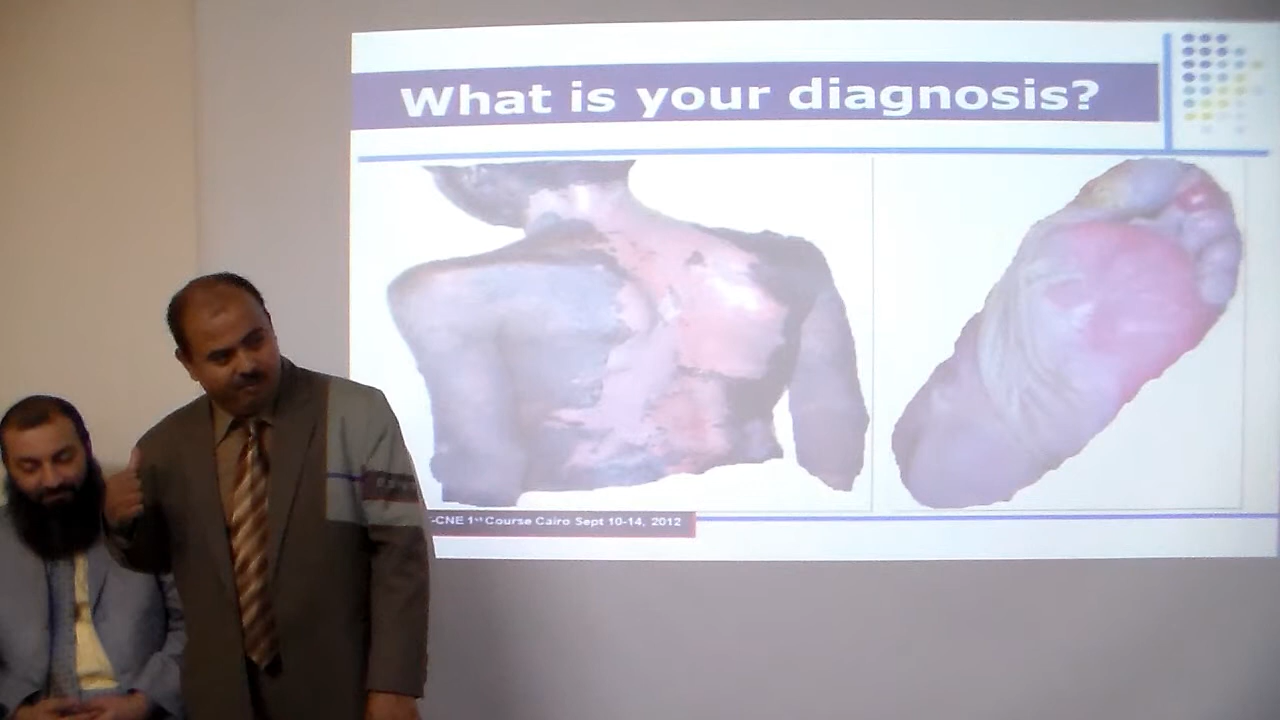 What is your diagnosis?
-CNE 1st Course Cairo Sept 10-14, 2012